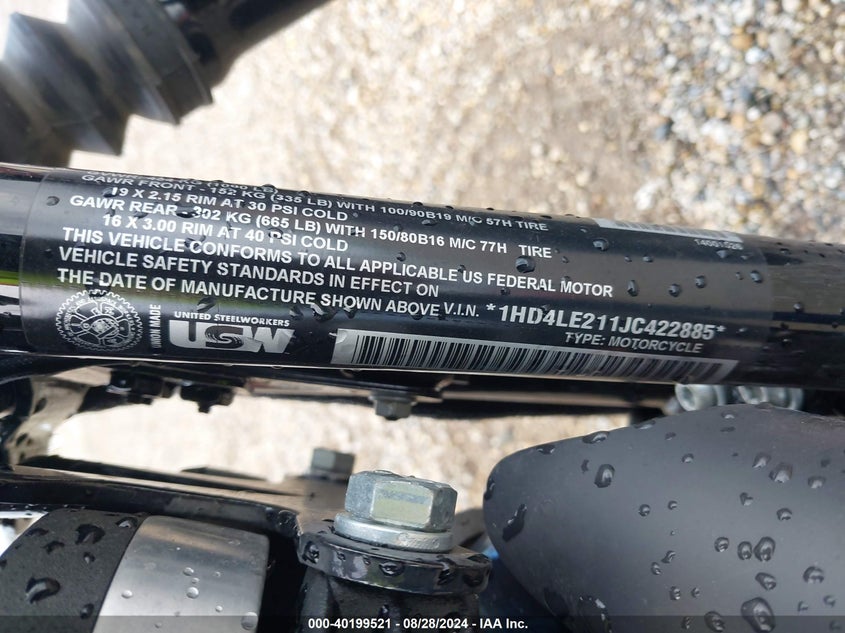 GAWR FRONT - 152 KG (335 LB) WITH 100/90B19 M/C 57H TIRE
19 X 2.15 RIM AT 30 PSI COLD
GAWR REAR - 302 KG (665 LB) WITH 150/80B16 M/C 77H TIRE
16 X 3.00 RIM AT 40 PSI COLD
THIS VEHICLE CONFORMS TO ALL APPLICABLE US FEDERAL MOTOR
VEHICLE SAFETY STANDARDS IN EFFECT ON
THE DATE OF MANUFACTURE SHOWN ABOVE V.I.N. *1HD4LE211JC422885*
TYPE: MOTORCYCLE
UNION MADE
UNITED STEELWORKERS
USW
000-40199521 - 08/28/2024 - IAA Inc.